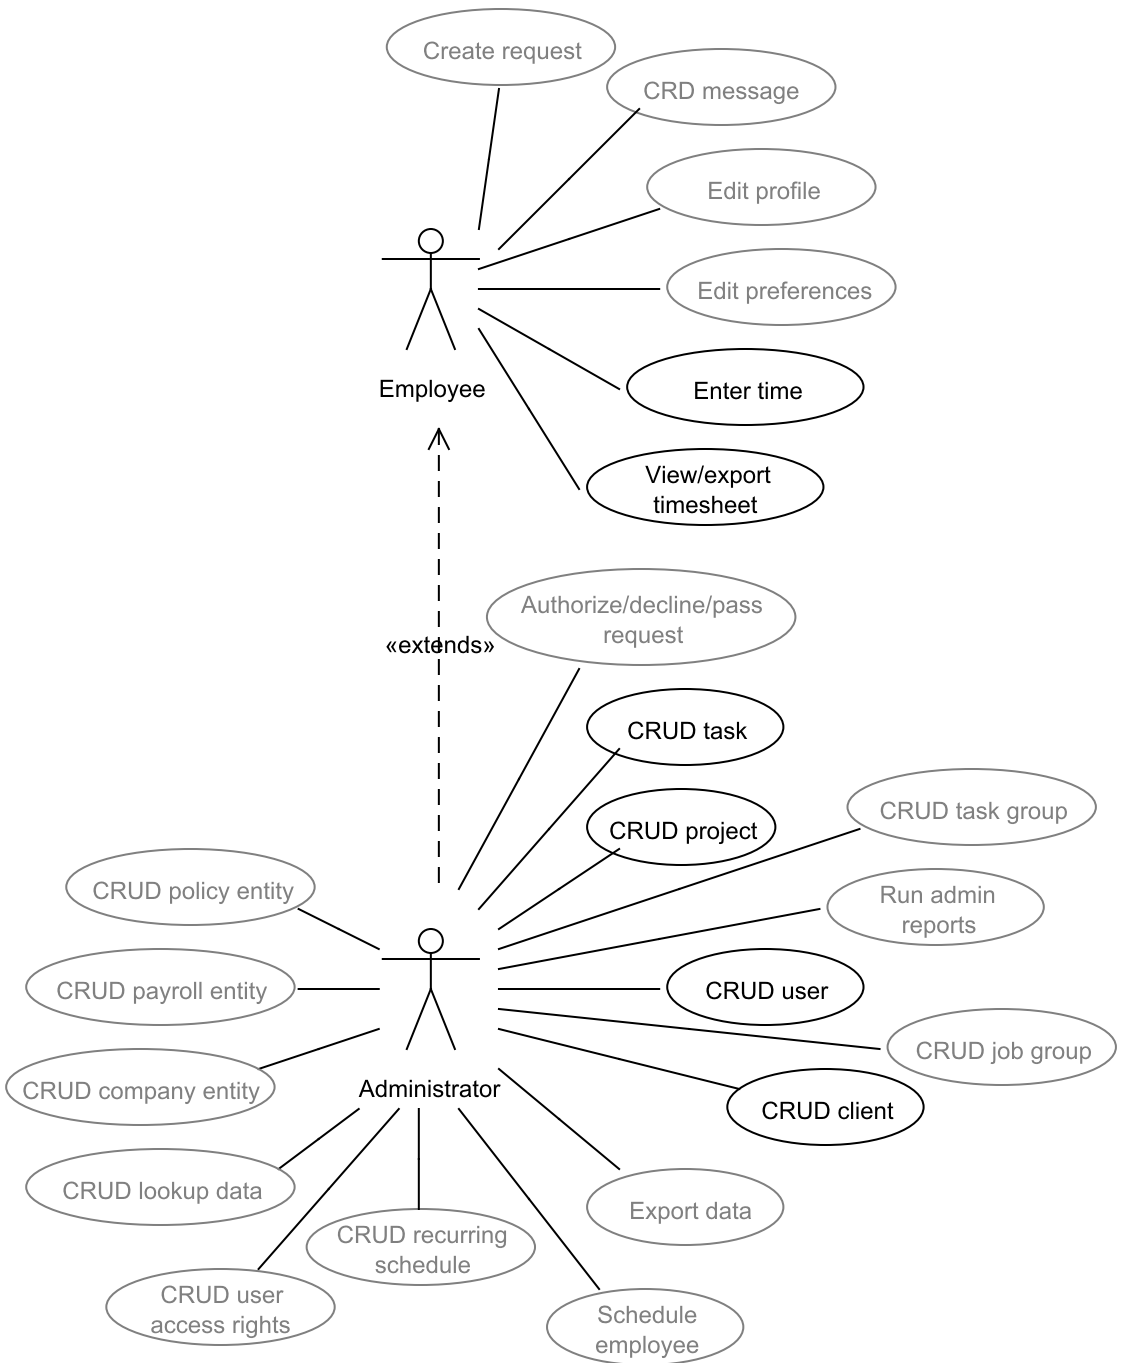 Create request
CRD message
Edit profile
Edit preferences
Enter time
Employee
View/export
timesheet
Authorize/decline/pass
request
«extends»
CRUD task
CRUD task group
CRUD project
CRUD policy entity
Run admin
reports
CRUD payroll entity
CRUD user
CRUD job group
CRUD company entity
Administrator
CRUD client
CRUD lookup data
Export data
CRUD recurring
schedule
CRUD user
access rights
Schedule
employee